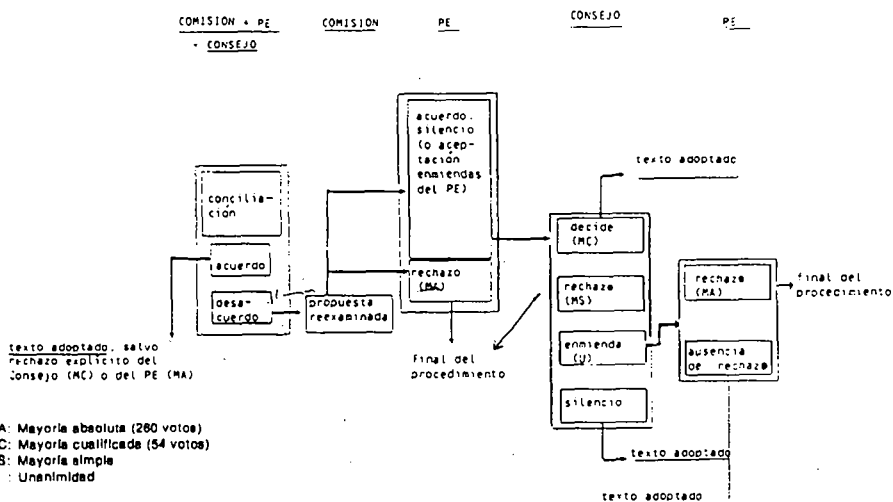 COMISION + PE
- CONSEJO
COMISION
PE
CONSEJO
PE
concilia-
ción
acuerdo
desa-
cuerdo
texto adoptado, salvo
rechazo explícito del
Consejo (MC) o del PE (MA)
propuesta
reexaminada
acuerdo,
silencio
(o acep-
tación
enmiendas
del PE)
rechazo
(MA)
Final del
procedimiento
texto adoptado
decide
(MC)
rechazo
(MS)
enmienda
(U)
silencio
texto adoptado
rechazo
(MA)
final del
procedimiento
ausencia
de rechazo
texto adoptado
A: Mayoría absoluta (260 votos)
C: Mayoría cualificada (54 votos)
S: Mayoría simple
: Unanimidad